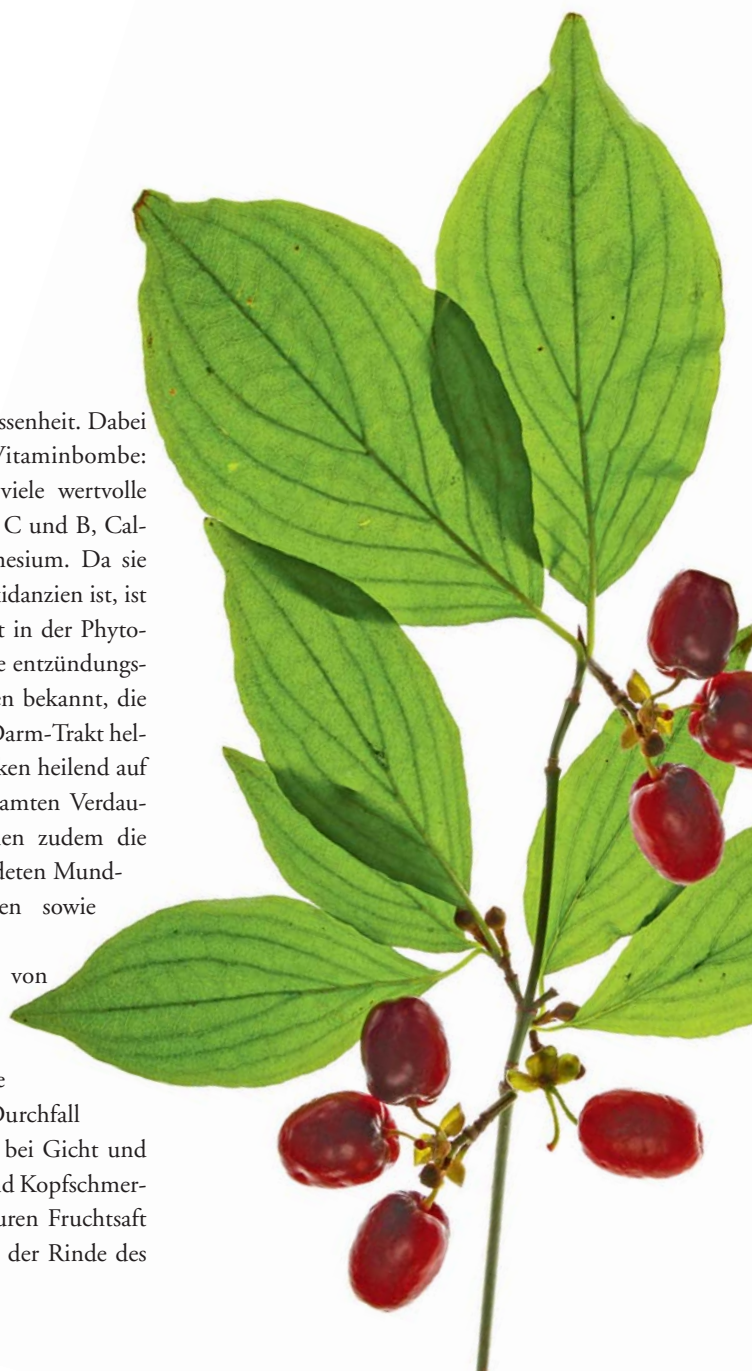 ssenheit. Dabei
Vitaminbombe:
viele wertvolle
C und B, Cal-
nesium. Da sie
idanzien ist, ist
t in der Phyto-
e entzündungs-
en bekannt, die
Darm-Trakt hel-
ken heilend auf
amten Verdau-
en zudem die
deten Mund-
en sowie
von
e
Durchfall
bei Gicht und
nd Kopfschmer-
uren Fruchtsaft
der Rinde des